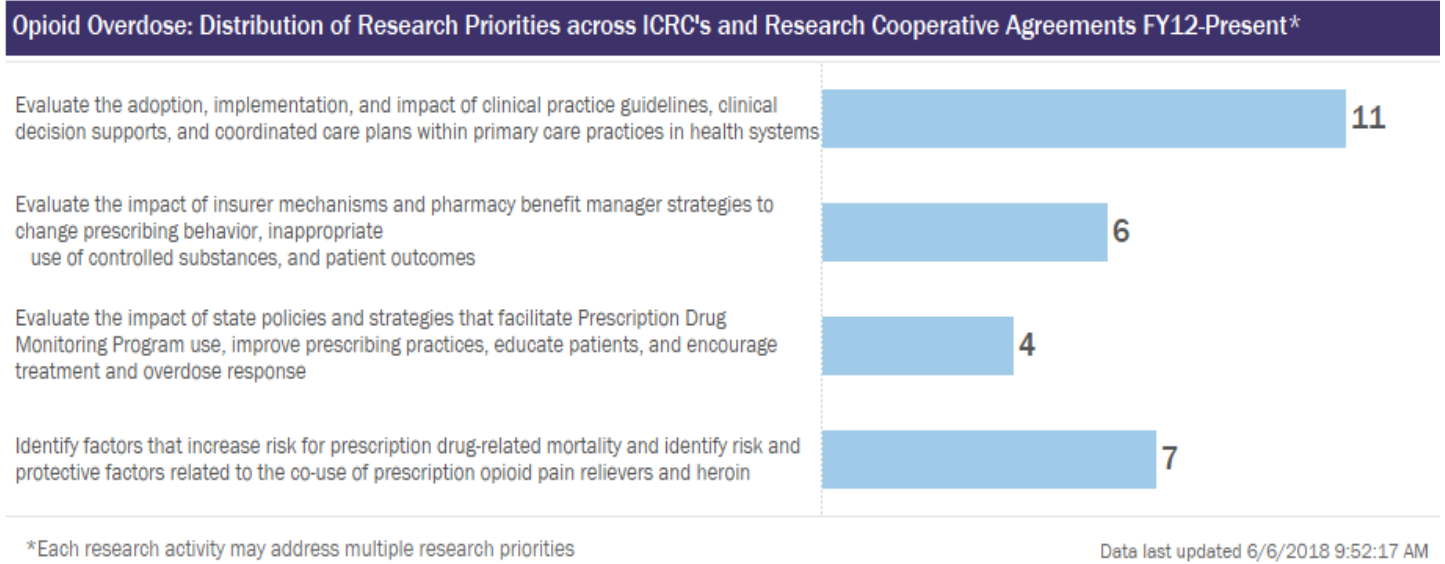 Opioid Overdose: Distribution of Research Priorities across ICRC's and Research Cooperative Agreements FY12-Present*
Evaluate the adoption, implementation, and impact of clinical practice guidelines, clinical
decision supports, and coordinated care plans within primary care practices in health systems
11
Evaluate the impact of insurer mechanisms and pharmacy benefit manager strategies to
change prescribing behavior, inappropriate
use of controlled substances, and patient outcomes
6
Evaluate the impact of state policies and strategies that facilitate Prescription Drug
Monitoring Program use, improve prescribing practices, educate patients, and encourage
treatment and overdose response
4
Identify factors that increase risk for prescription drug-related mortality and identify risk and
protective factors related to the co-use of prescription opioid pain relievers and heroin
7
*Each research activity may address multiple research priorities
Data last updated 6/6/2018 9:52:17 AM